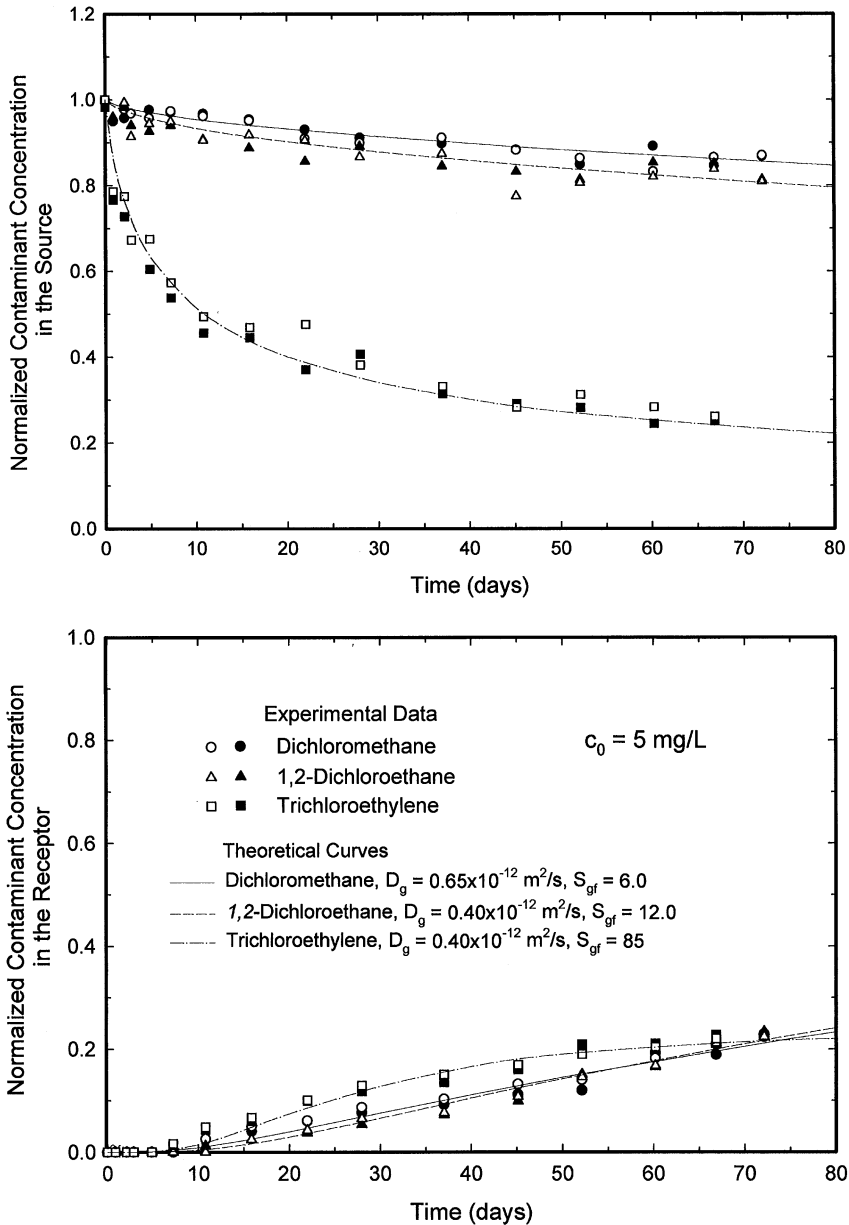 Normalized Contaminant Concentration
in the Source
1.2
1.0
0.8
0.6
0.4
0.2
0.0
0 10 20 30 40 50 60 70 80
Time (days)
Normalized Contaminant Concentration
in the Receptor
1.0
0.8
0.6
0.4
0.2
0.0
Experimental Data
Dichloromethane
1,2-Dichloroethane
Trichloroethylene
c₀ = 5 mg/L
Theoretical Curves
Dichloromethane, Dg = 0.65x10⁻¹² m²/s, Sgf = 6.0
1,2-Dichloroethane, Dg = 0.40x10⁻¹² m²/s, Sgf = 12.0
Trichloroethylene, Dg = 0.40x10⁻¹² m²/s, Sgf = 85
0 10 20 30 40 50 60 70 80
Time (days)